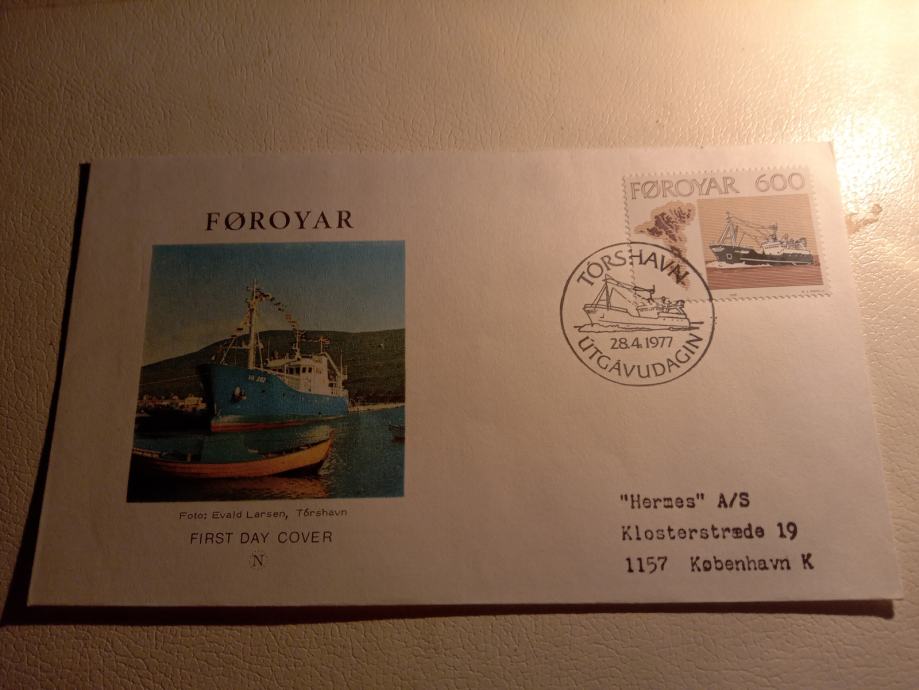 FØROYAR
FØROYAR 600
TÓRSHAVN
28.4.1977
ÚTGÁVUDAGIN
Foto: Evald Larsen, Tórshavn
FIRST DAY COVER
N
"Hermes" A/S
Klosterstræde 19
1157 København K